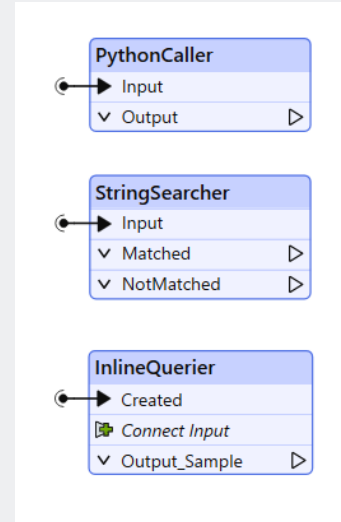 PythonCaller
Input
Output
StringSearcher
Input
Matched
NotMatched
InlineQuerier
Created
Connect Input
Output_Sample